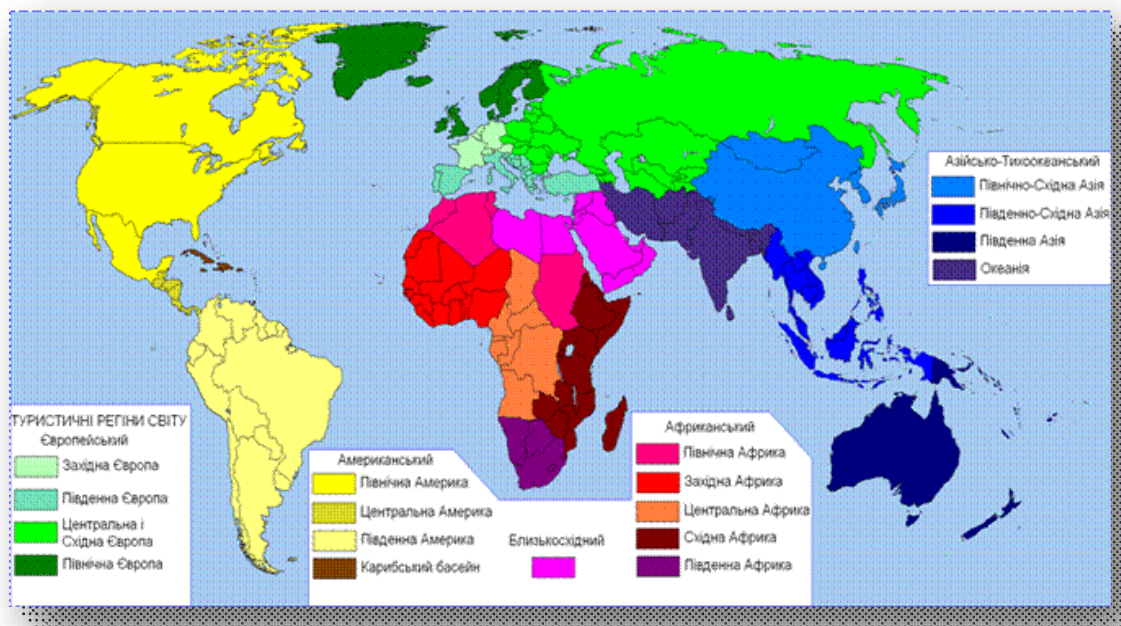 ТУРИСТИЧНІ РЕГІНИ СВІТУ
Європейський
Західна Європа
Південна Європа
Центральна і
Східна Європа
Північна Європа
Американський
Північна Америка
Центральна Америка
Південна Америка
Карибський басейн
Близькосхідний
Африканський
Північна Африка
Західна Африка
Центральна Африка
Східна Африка
Південна Африка
Азійсько-Тихоокеанський
Північно-Східна Азія
Південно-Східна Азія
Південна Азія
Океанія